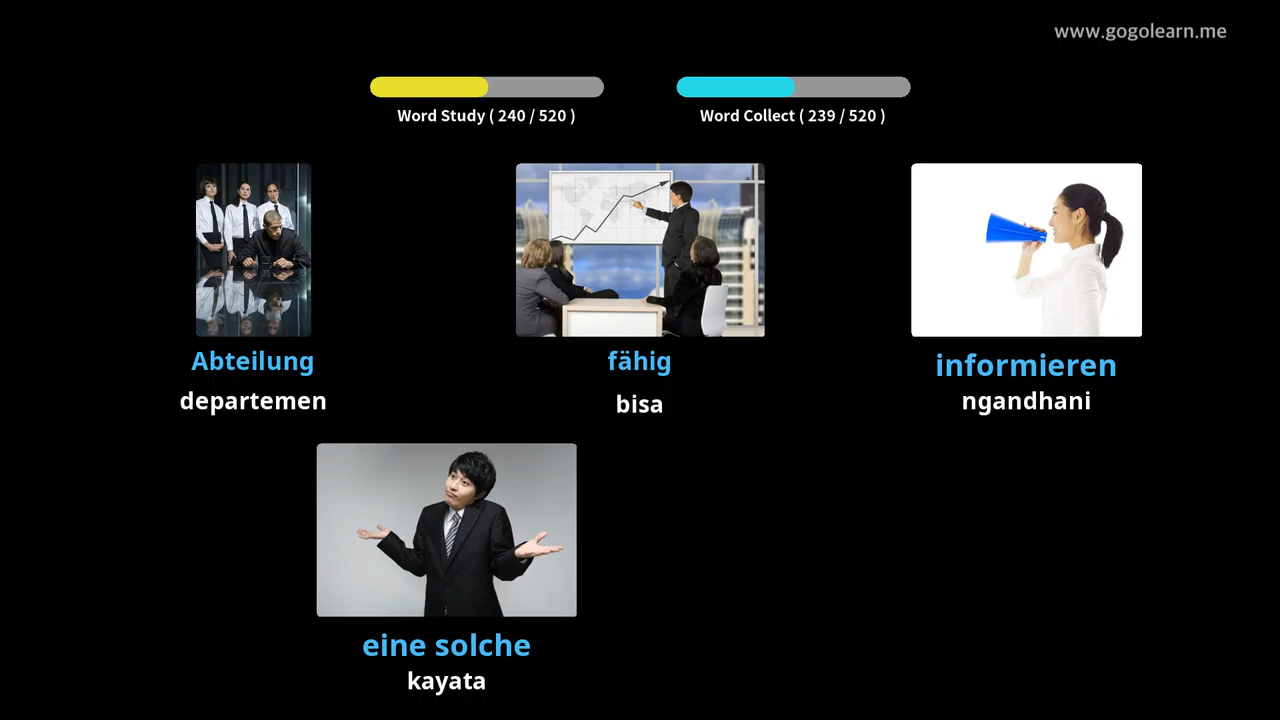 www.gogolearn.me
Word Study ( 240 / 520 )
Word Collect ( 239 / 520 )
Abteilung
departemen
fähig
bisa
informieren
ngandhani
eine solche
kayata